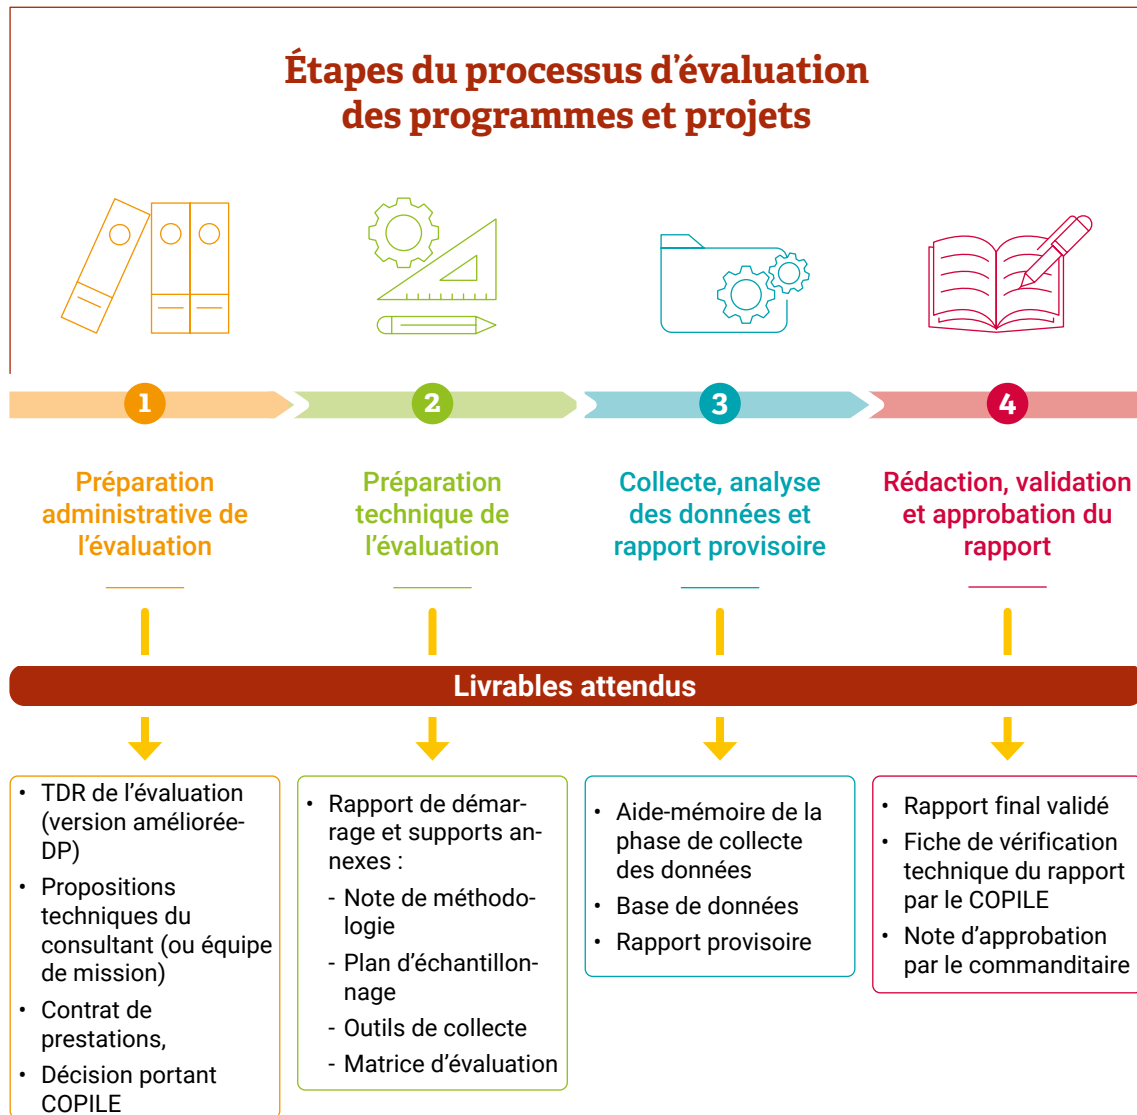 Étapes du processus d’évaluation
des programmes et projets
1
2
3
4
Préparation
administrative de
l’évaluation
Préparation
technique de
l’évaluation
Collecte, analyse
des données et
rapport provisoire
Rédaction, validation
et approbation du
rapport
Livrables attendus
• TDR de l’évaluation
(version améliorée-
DP)
• Propositions
techniques du
consultant (ou équipe
de mission)
• Contrat de
prestations,
• Décision portant
COPILE
• Rapport de démar-
rage et supports an-
nexes :
- Note de méthodo-
logie
- Plan d’échantillon-
nage
- Outils de collecte
- Matrice d’évaluation
• Aide-mémoire de la
phase de collecte
des données
• Base de données
• Rapport provisoire
• Rapport final validé
• Fiche de vérification
technique du rapport
par le COPILE
• Note d’approbation
par le commanditaire